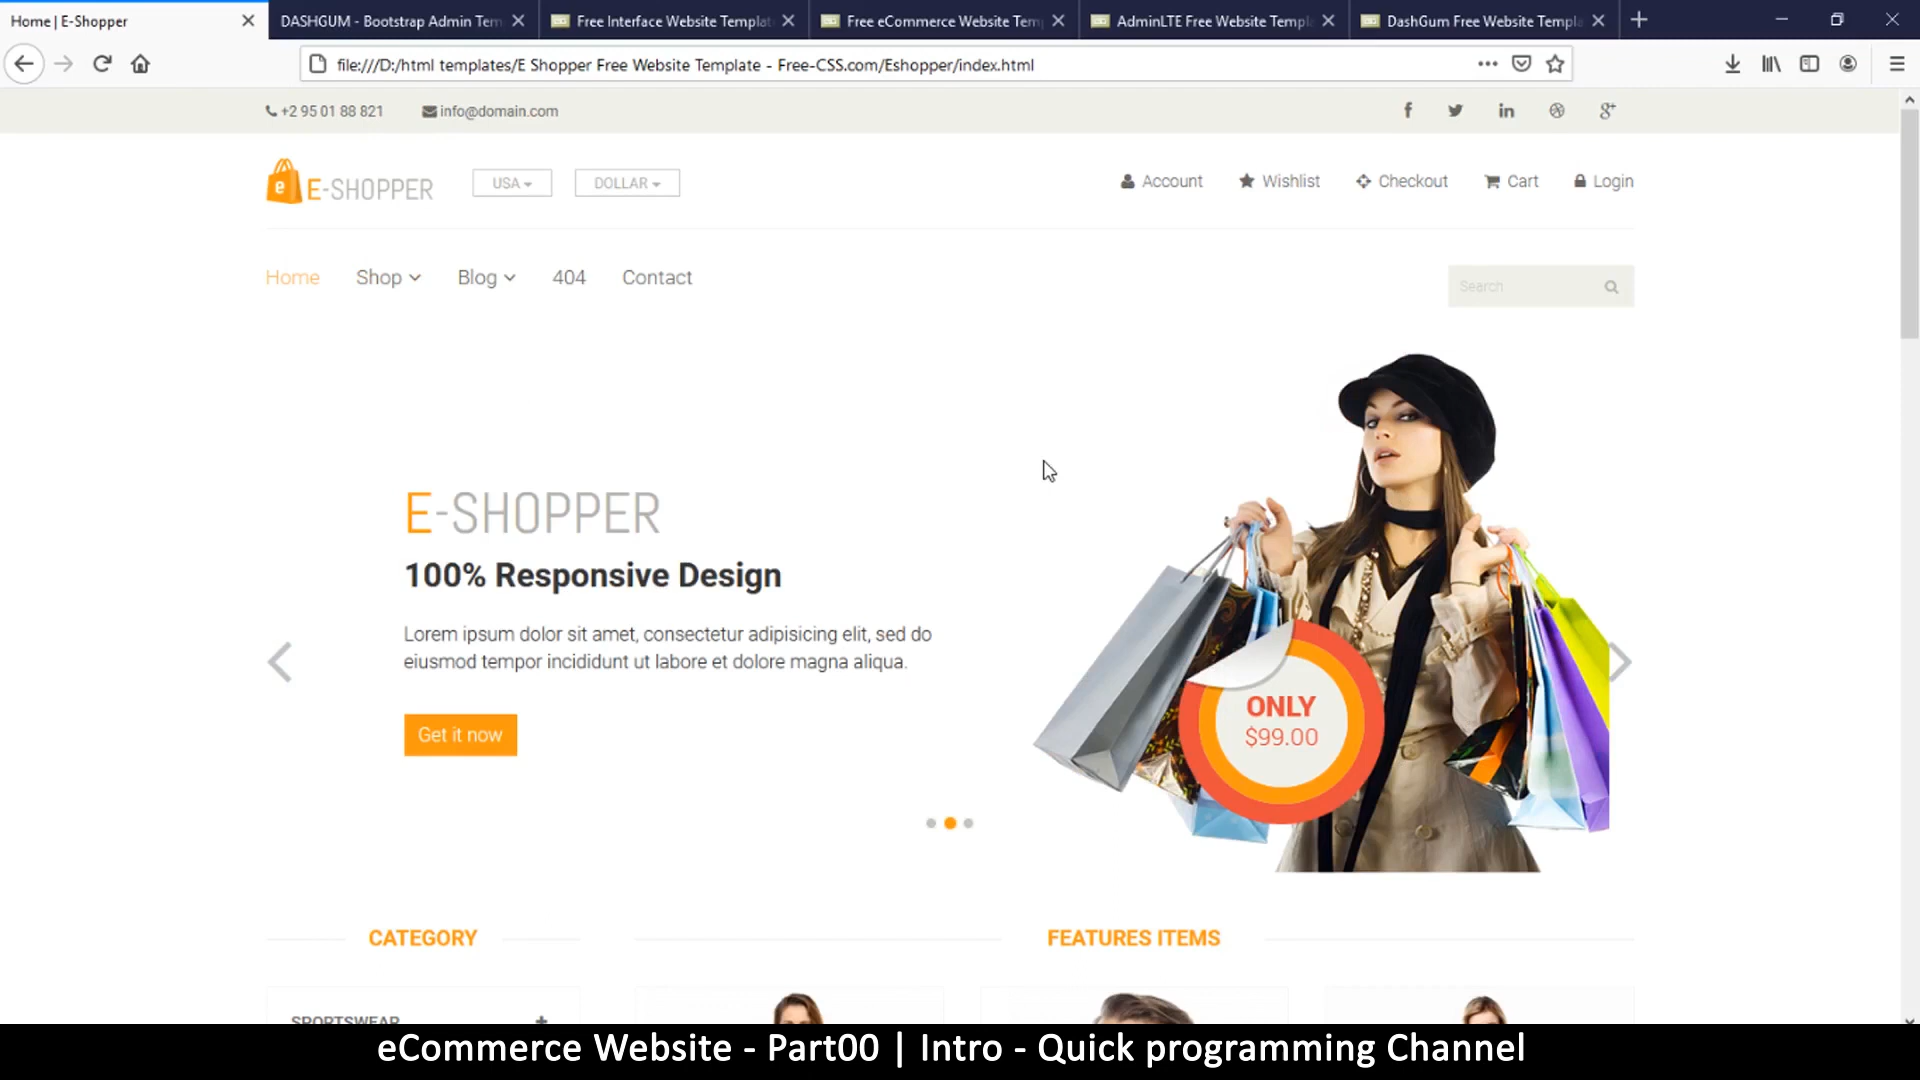 Home | E-Shopper
DASHGUM - Bootstrap Admin Tem
Free Interface Website Templat
Free eCommerce Website Tem
AdminLTE Free Website Templ
DashGum Free Website Templa
file:///D:/html templates/E Shopper Free Website Template - Free-CSS.com/Eshopper/index.html
+2 95 01 88 821
info@domain.com
E-SHOPPER
USA
DOLLAR
Account
Wishlist
Checkout
Cart
Login
Home
Shop
Blog
404
Contact
Search
E-SHOPPER
100% Responsive Design
Lorem ipsum dolor sit amet, consectetur adipisicing elit, sed do
eiusmod tempor incididunt ut labore et dolore magna aliqua.
Get it now
ONLY
$99.00
CATEGORY
FEATURES ITEMS
SPORTSWEAR
eCommerce Website - Part00 | Intro - Quick programming Channel